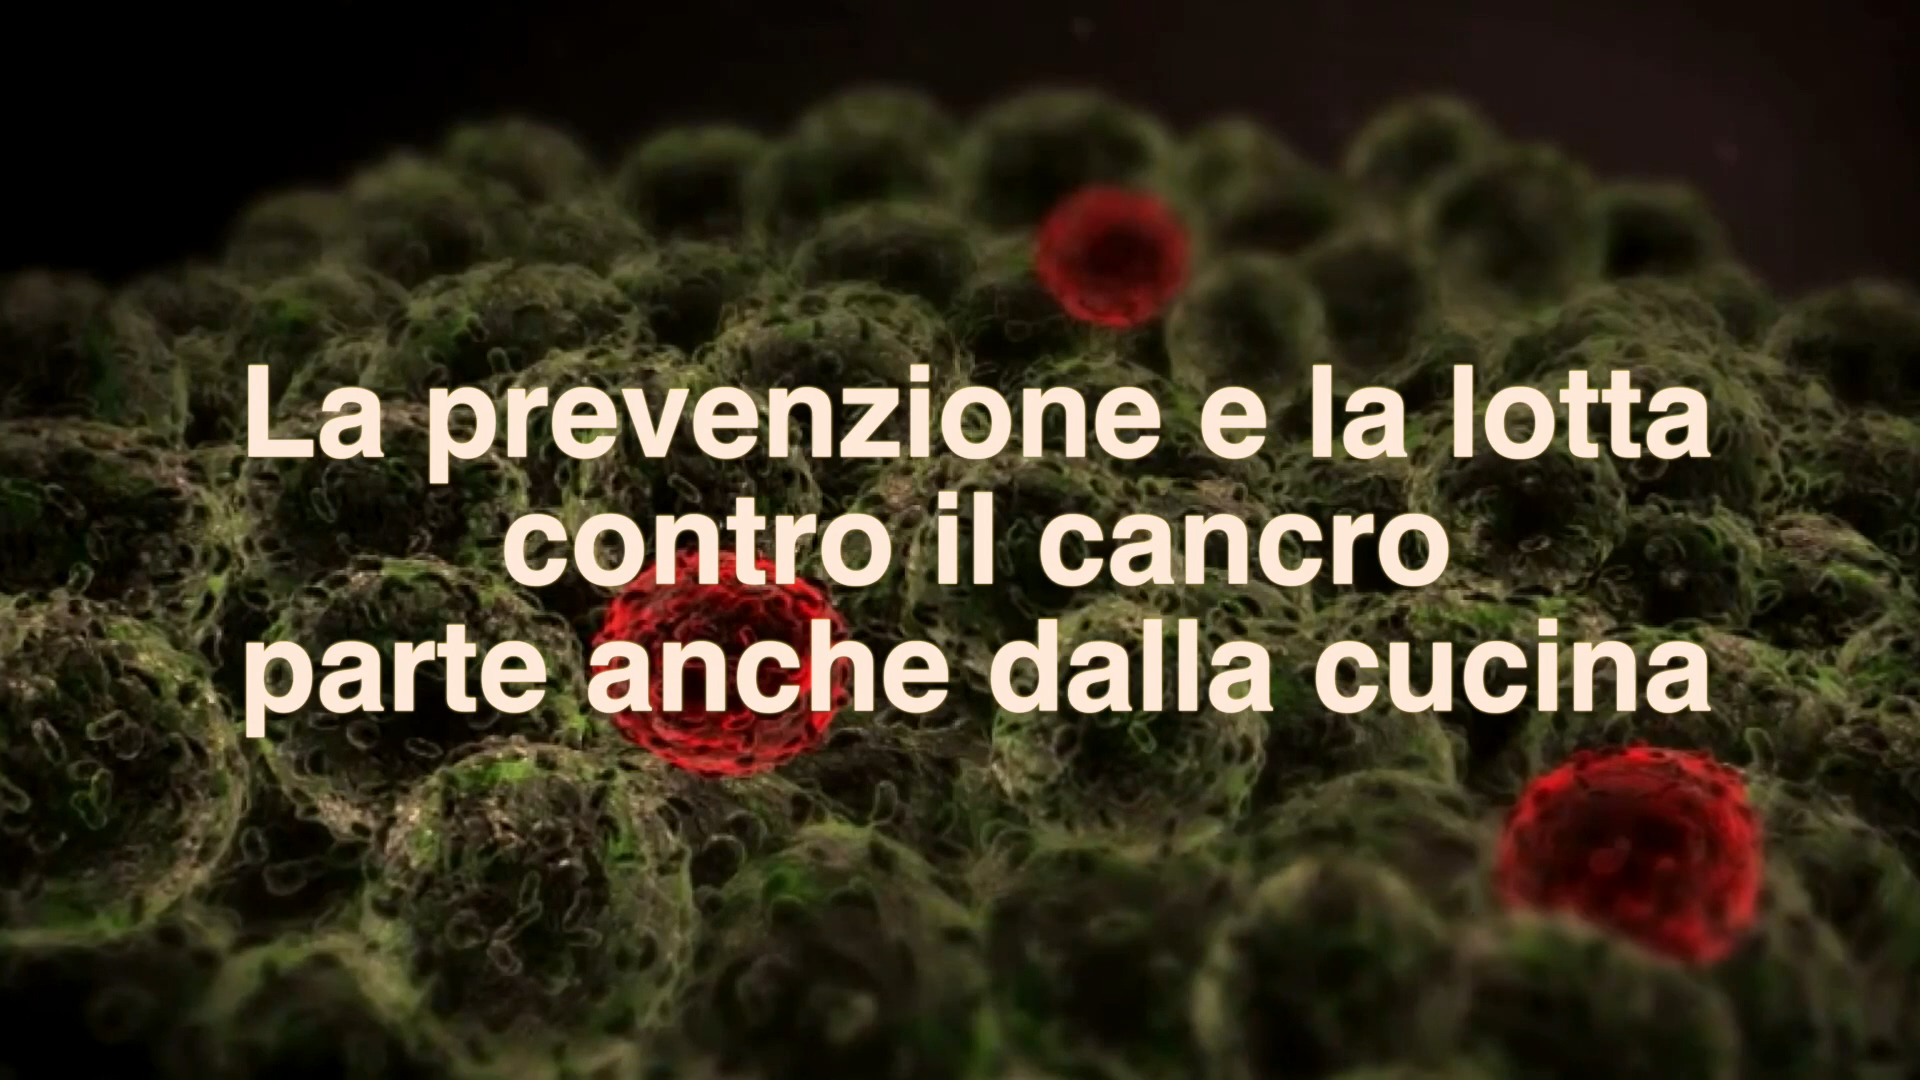 La prevenzione e la lotta
contro il cancro
parte anche dalla cucina